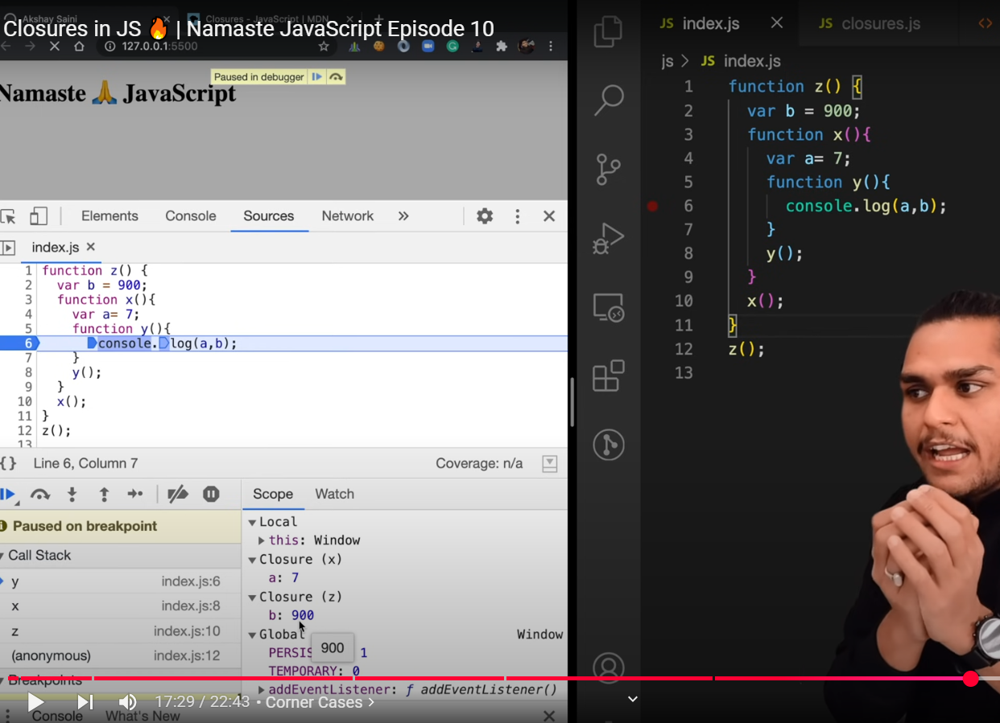 Akshay Saini
Closures - JavaScript | MDN
Closures in JS 🔥 | Namaste JavaScript Episode 10
127.0.0.1:5500
Paused in debugger
Namaste 🙏 JavaScript
Elements Console Sources Network »
index.js ×
1 function z() {
2 var b = 900;
3 function x(){
4 var a= 7;
5 function y(){
6 console.log(a,b);
7 }
8 y();
9 }
10 x();
11 }
12 z();
13
{} Line 6, Column 7 Coverage: n/a
Scope Watch
Paused on breakpoint
Call Stack
y index.js:6
x index.js:8
z index.js:10
(anonymous) index.js:12
Breakpoints
Local
this: Window
Closure (x)
a: 7
Closure (z)
b: 900
Global Window
900
PERSIS 1
TEMPORARY: 0
addEventListener: ƒ addEventListener()
17:29 / 22:43 • Corner Cases >
Console What's New
JS index.js × JS closures.js <>
js > JS index.js
1 function z() {
2 var b = 900;
3 function x(){
4 var a= 7;
5 function y(){
6 console.log(a,b);
7 }
8 y();
9 }
10 x();
11 }
12 z();
13